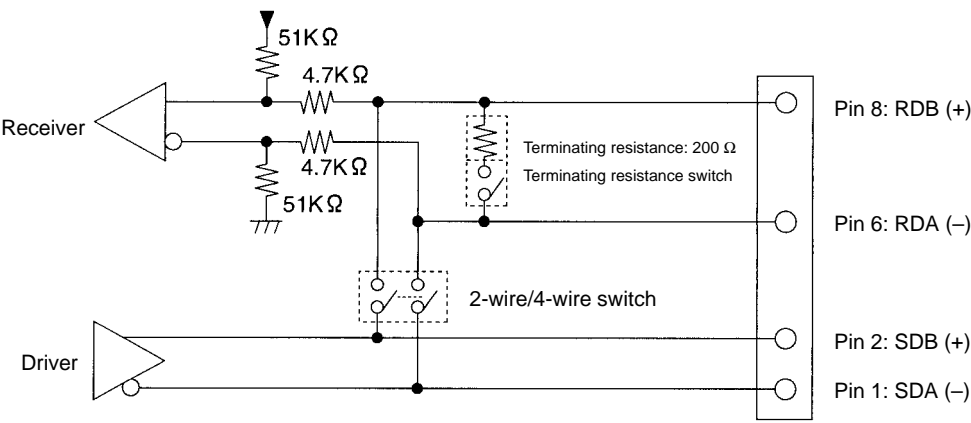 51KΩ
4.7KΩ
Receiver
4.7KΩ
51KΩ
Terminating resistance: 200 Ω
Terminating resistance switch
Pin 8: RDB (+)
Pin 6: RDA (–)
2-wire/4-wire switch
Driver
Pin 2: SDB (+)
Pin 1: SDA (–)